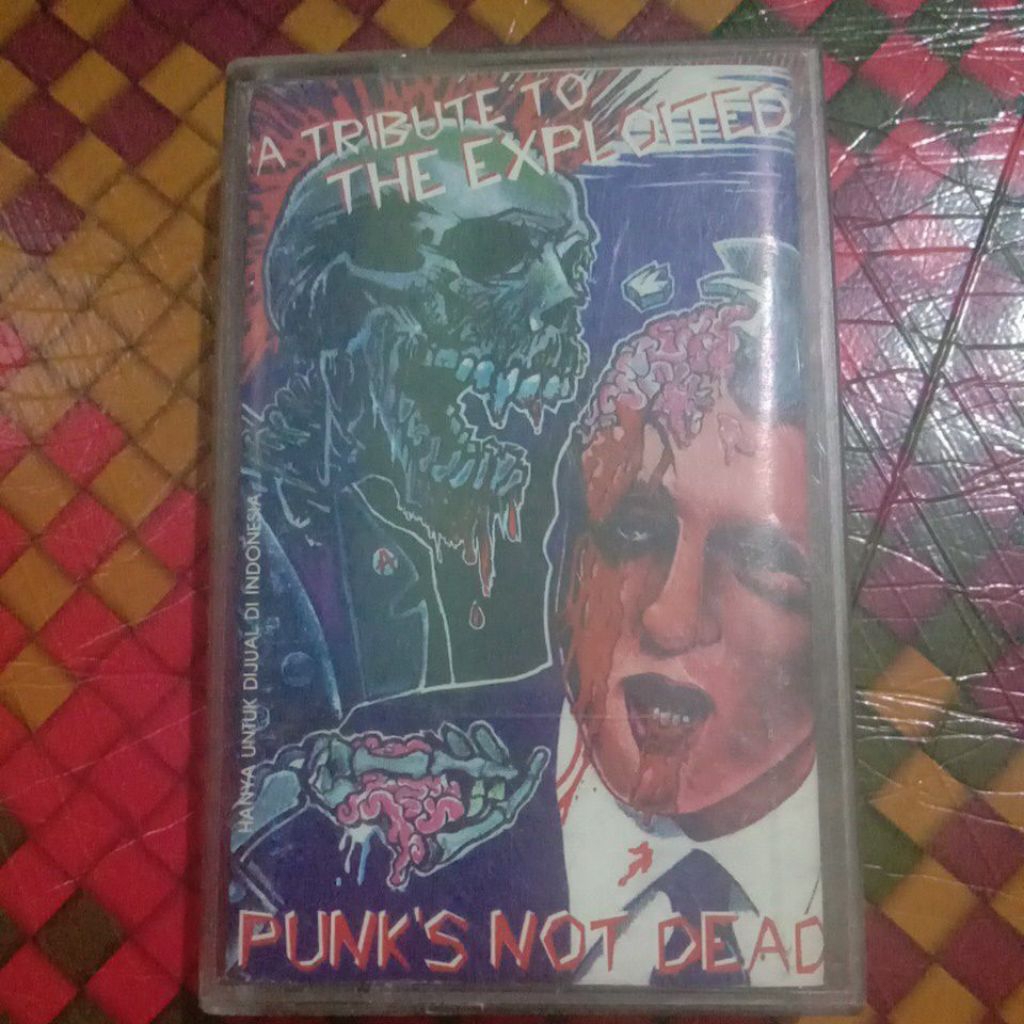 A TRIBUTE TO
THE EXPLOITED
HANYA UNTUK DIJUAL DI INDONESIA
A
PUNK'S NOT DEAD